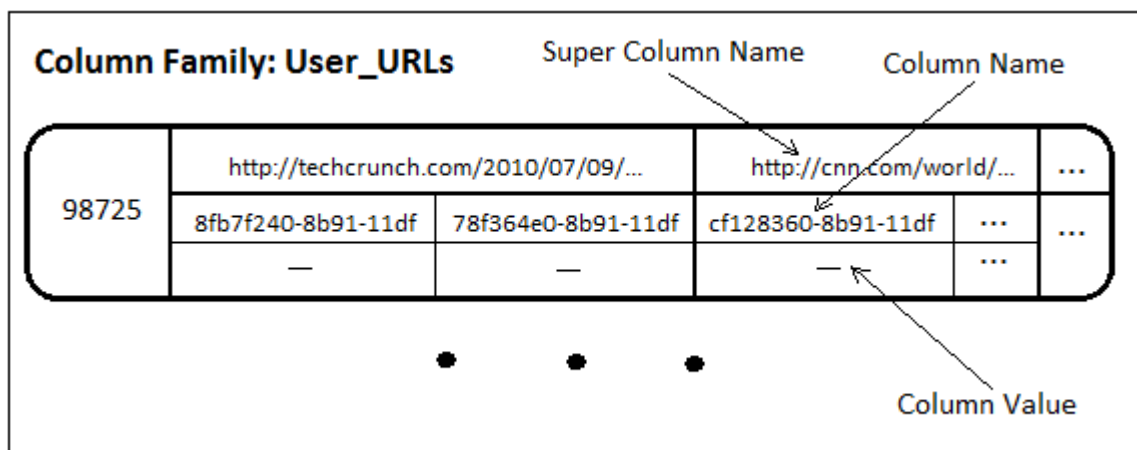 Column Family: User_URLs
Super Column Name
Column Name
98725
http://techcrunch.com/2010/07/09/...
http://cnn.com/world/...
...
8fb7f240-8b91-11df
78f364e0-8b91-11df
cf128360-8b91-11df
...
...
—
—
—
...
Column Value